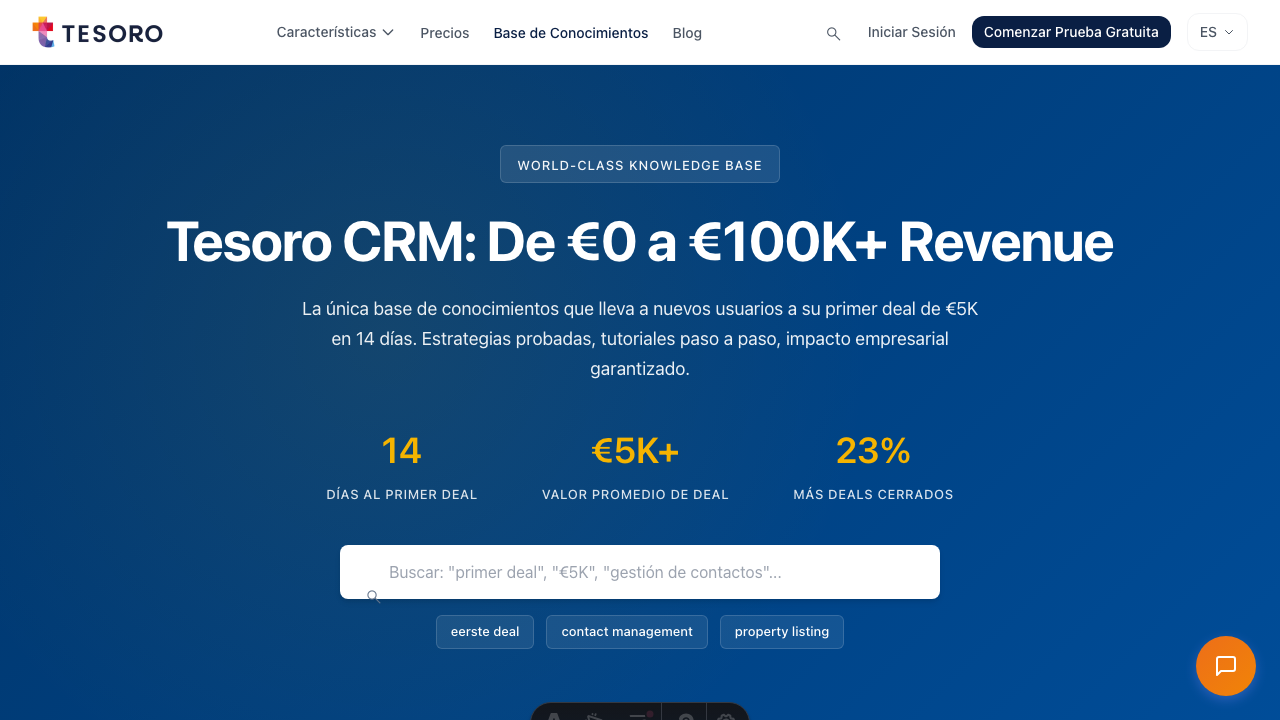 TESORO
Características
Precios
Base de Conocimientos
Blog
Iniciar Sesión
Comenzar Prueba Gratuita
ES
WORLD-CLASS KNOWLEDGE BASE
Tesoro CRM: De €0 a €100K+ Revenue
La única base de conocimientos que lleva a nuevos usuarios a su primer deal de €5K
en 14 días. Estrategias probadas, tutoriales paso a paso, impacto empresarial
garantizado.
14
€5K+
23%
DÍAS AL PRIMER DEAL
VALOR PROMEDIO DE DEAL
MÁS DEALS CERRADOS
Buscar: "primer deal", "€5K", "gestión de contactos"...
eerste deal
contact management
property listing